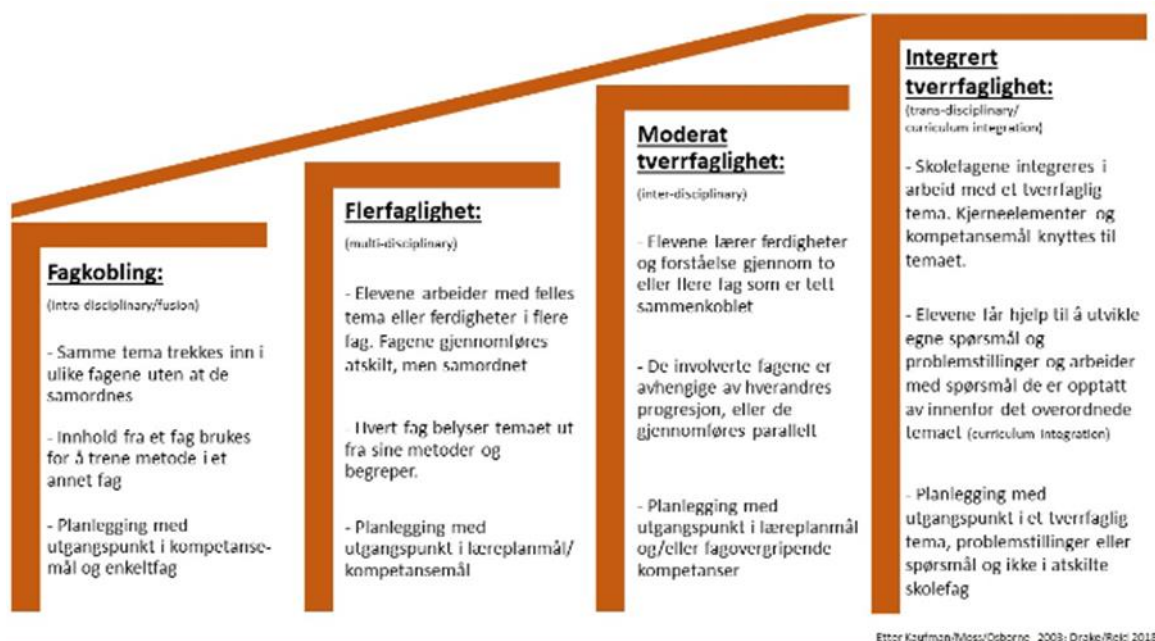 Fagkobling:
(intra-disciplinary/fusion)
- Samme tema trekkes inn i
ulike fagene uten at de
samordnes
- Innhold fra et fag brukes
for å trene metode i et
annet fag
- Planlegging med
utgangspunkt i kompetanse-
mål og enkeltfag
Flerfaglighet:
(multi-disciplinary)
- Elevene arbeider med felles
tema eller ferdigheter i flere
fag. Fagene gjennomføres
atskilt, men samordnet
- Hvert fag belyser temaet ut
fra sine metoder og
begreper.
- Planlegging med
utgangspunkt i læreplanmål/
kompetansemål
Moderat
tverrfaglighet:
(inter-disciplinary)
- Elevene lærer ferdigheter
og forståelse gjennom to
eller flere fag som er tett
sammenkoblet
- De involverte fagene er
avhengige av hverandres
progresjon, eller de
gjennomføres parallelt
- Planlegging med
utgangspunkt i læreplanmål
og/eller fagovergripende
kompetanser
Integrert
tverrfaglighet:
(trans-disciplinary/
curriculum integration)
- Skolefagene integreres i
arbeid med et tverrfaglig
tema. Kjerneelementer og
kompetansemål knyttes til
temaet.
- Elevene får hjelp til å utvikle
egne spørsmål og
problemstillinger og arbeider
med spørsmål de er opptatt
av innenfor det overordnede
temaet (curriculum integration)
- Planlegging med
utgangspunkt i et tverrfaglig
tema, problemstillinger eller
spørsmål og ikke i atskilte
skolefag
Etter Kaufman/Moss/Osborne 2003; Drake/Reid 2018